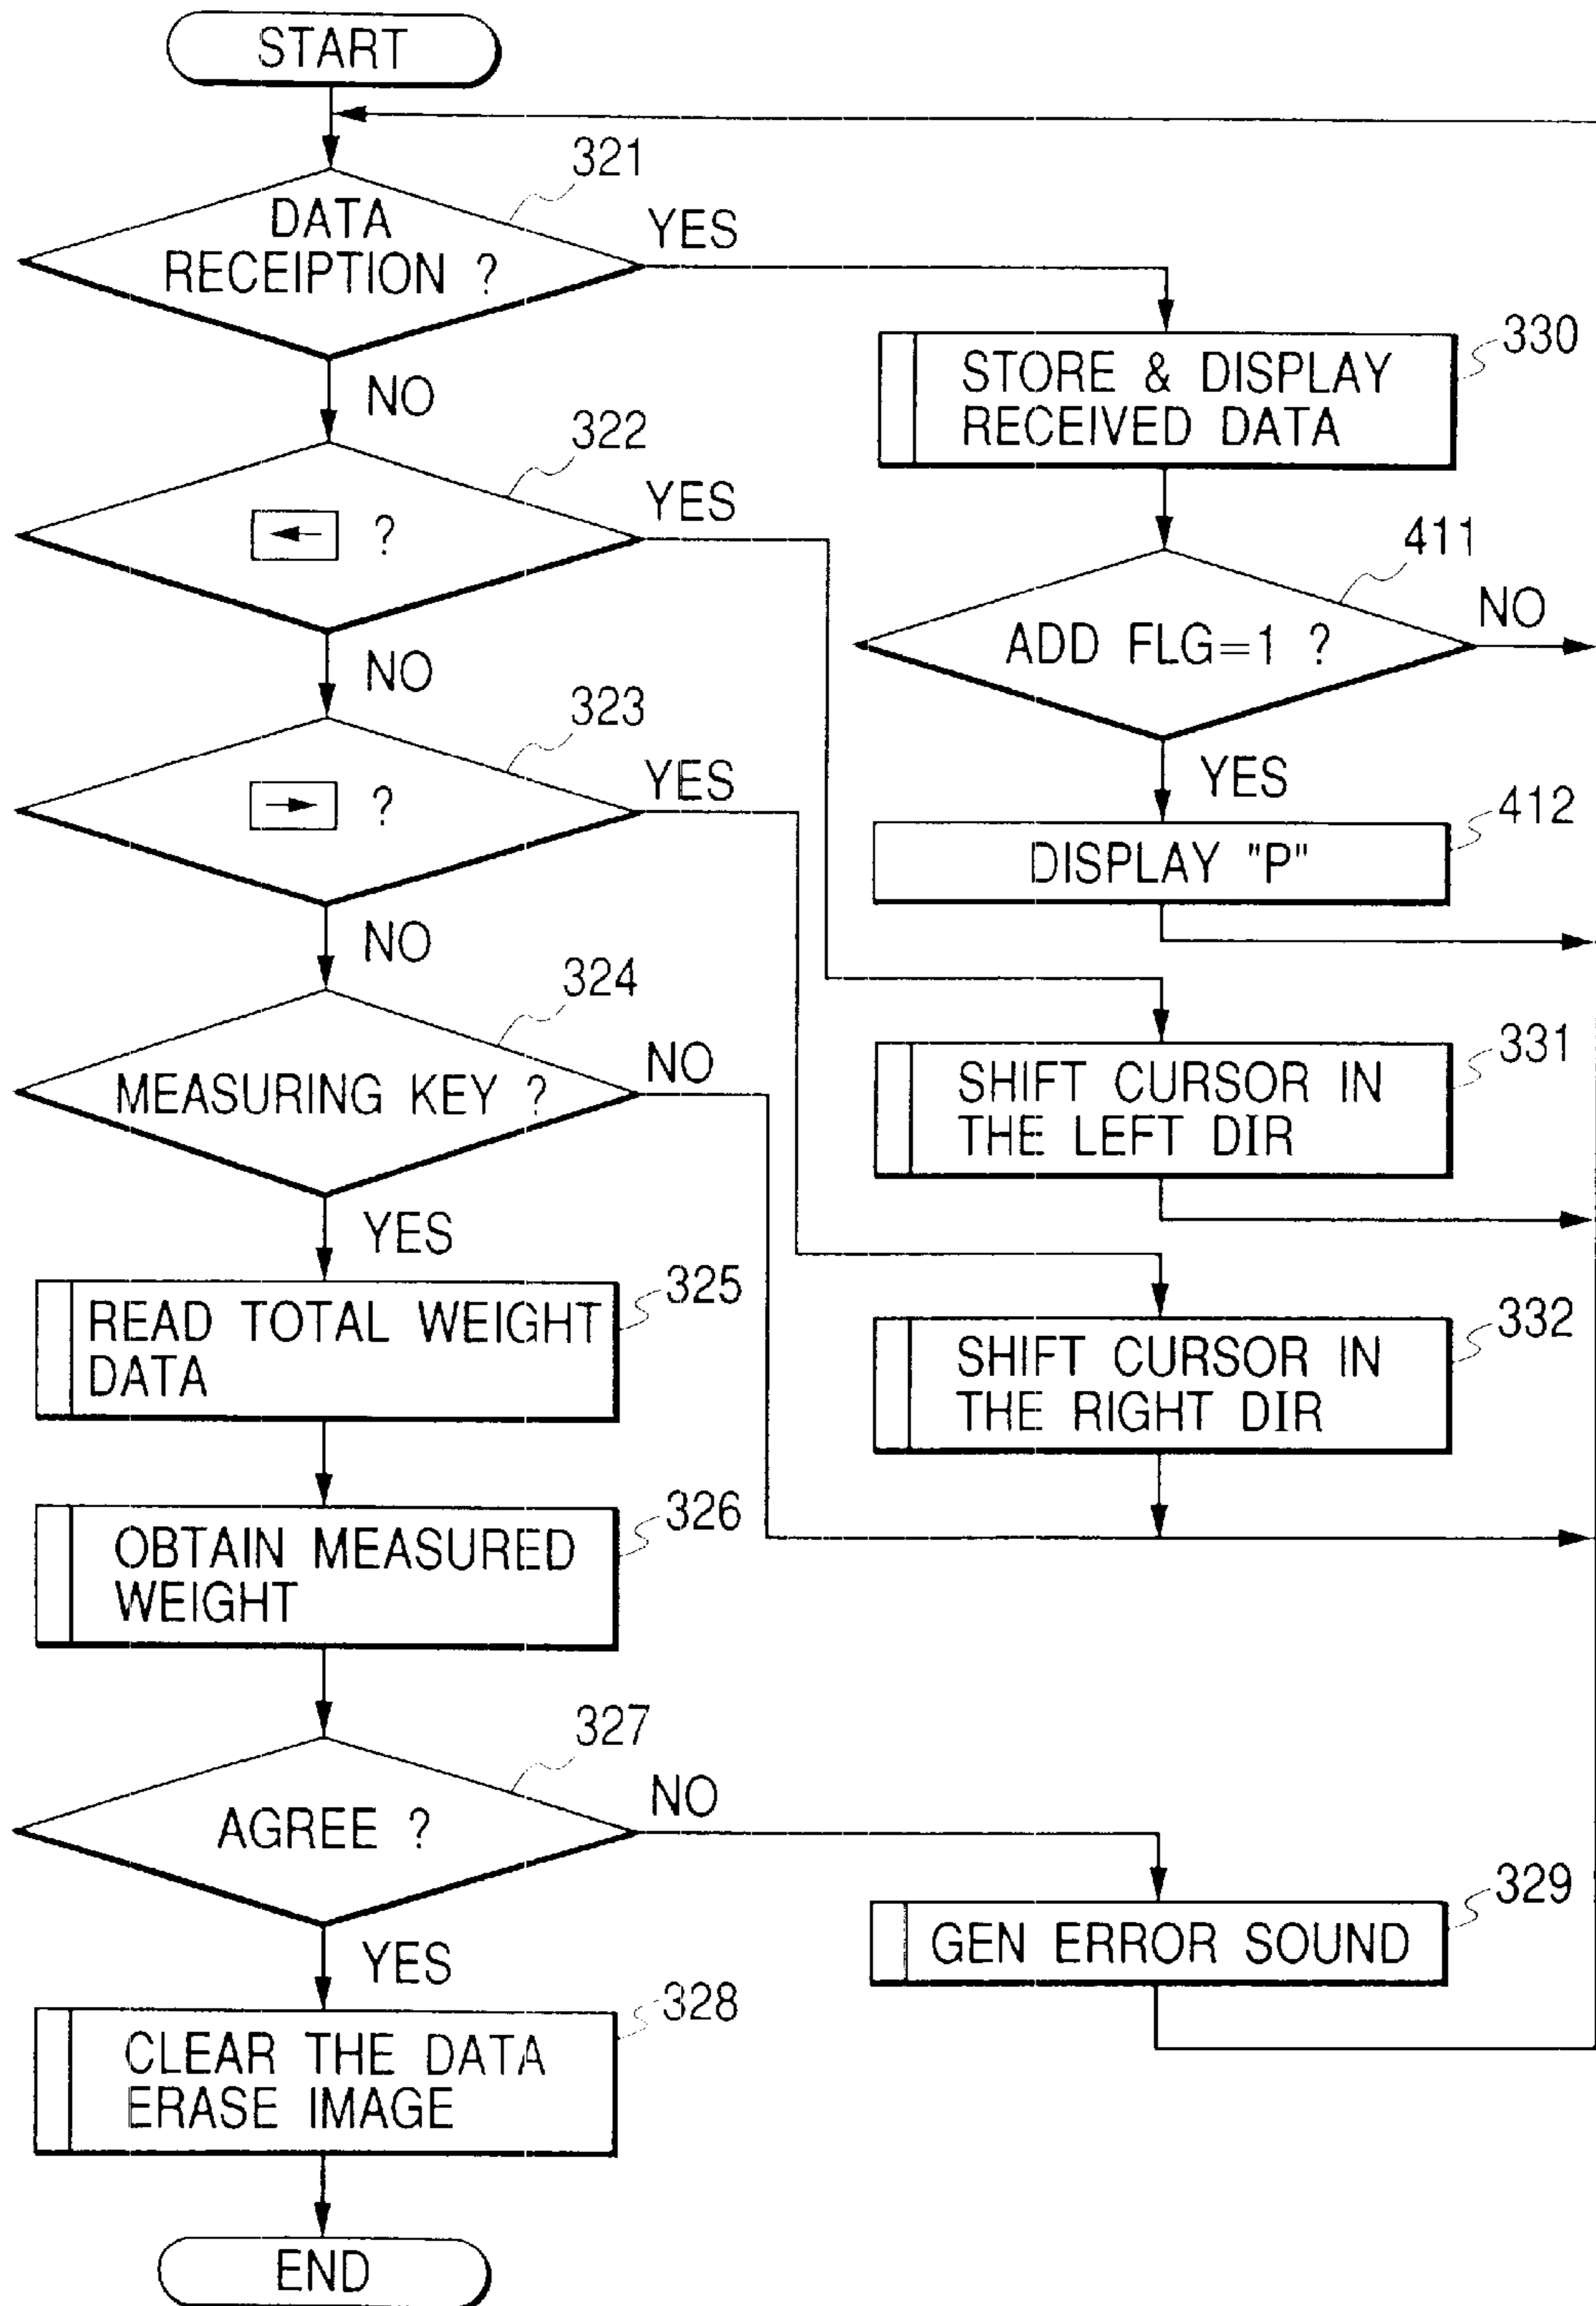 START
321
DATA
RECEIPTION ?
YES
330
STORE & DISPLAY
RECEIVED DATA
NO
322
← ?
YES
411
ADD FLG=1 ?
NO
NO
323
→ ?
YES
YES
412
DISPLAY "P"
NO
324
MEASURING KEY ?
NO
331
SHIFT CURSOR IN
THE LEFT DIR
YES
325
READ TOTAL WEIGHT
DATA
332
SHIFT CURSOR IN
THE RIGHT DIR
326
OBTAIN MEASURED
WEIGHT
327
AGREE ?
NO
329
GEN ERROR SOUND
YES
328
CLEAR THE DATA
ERASE IMAGE
END